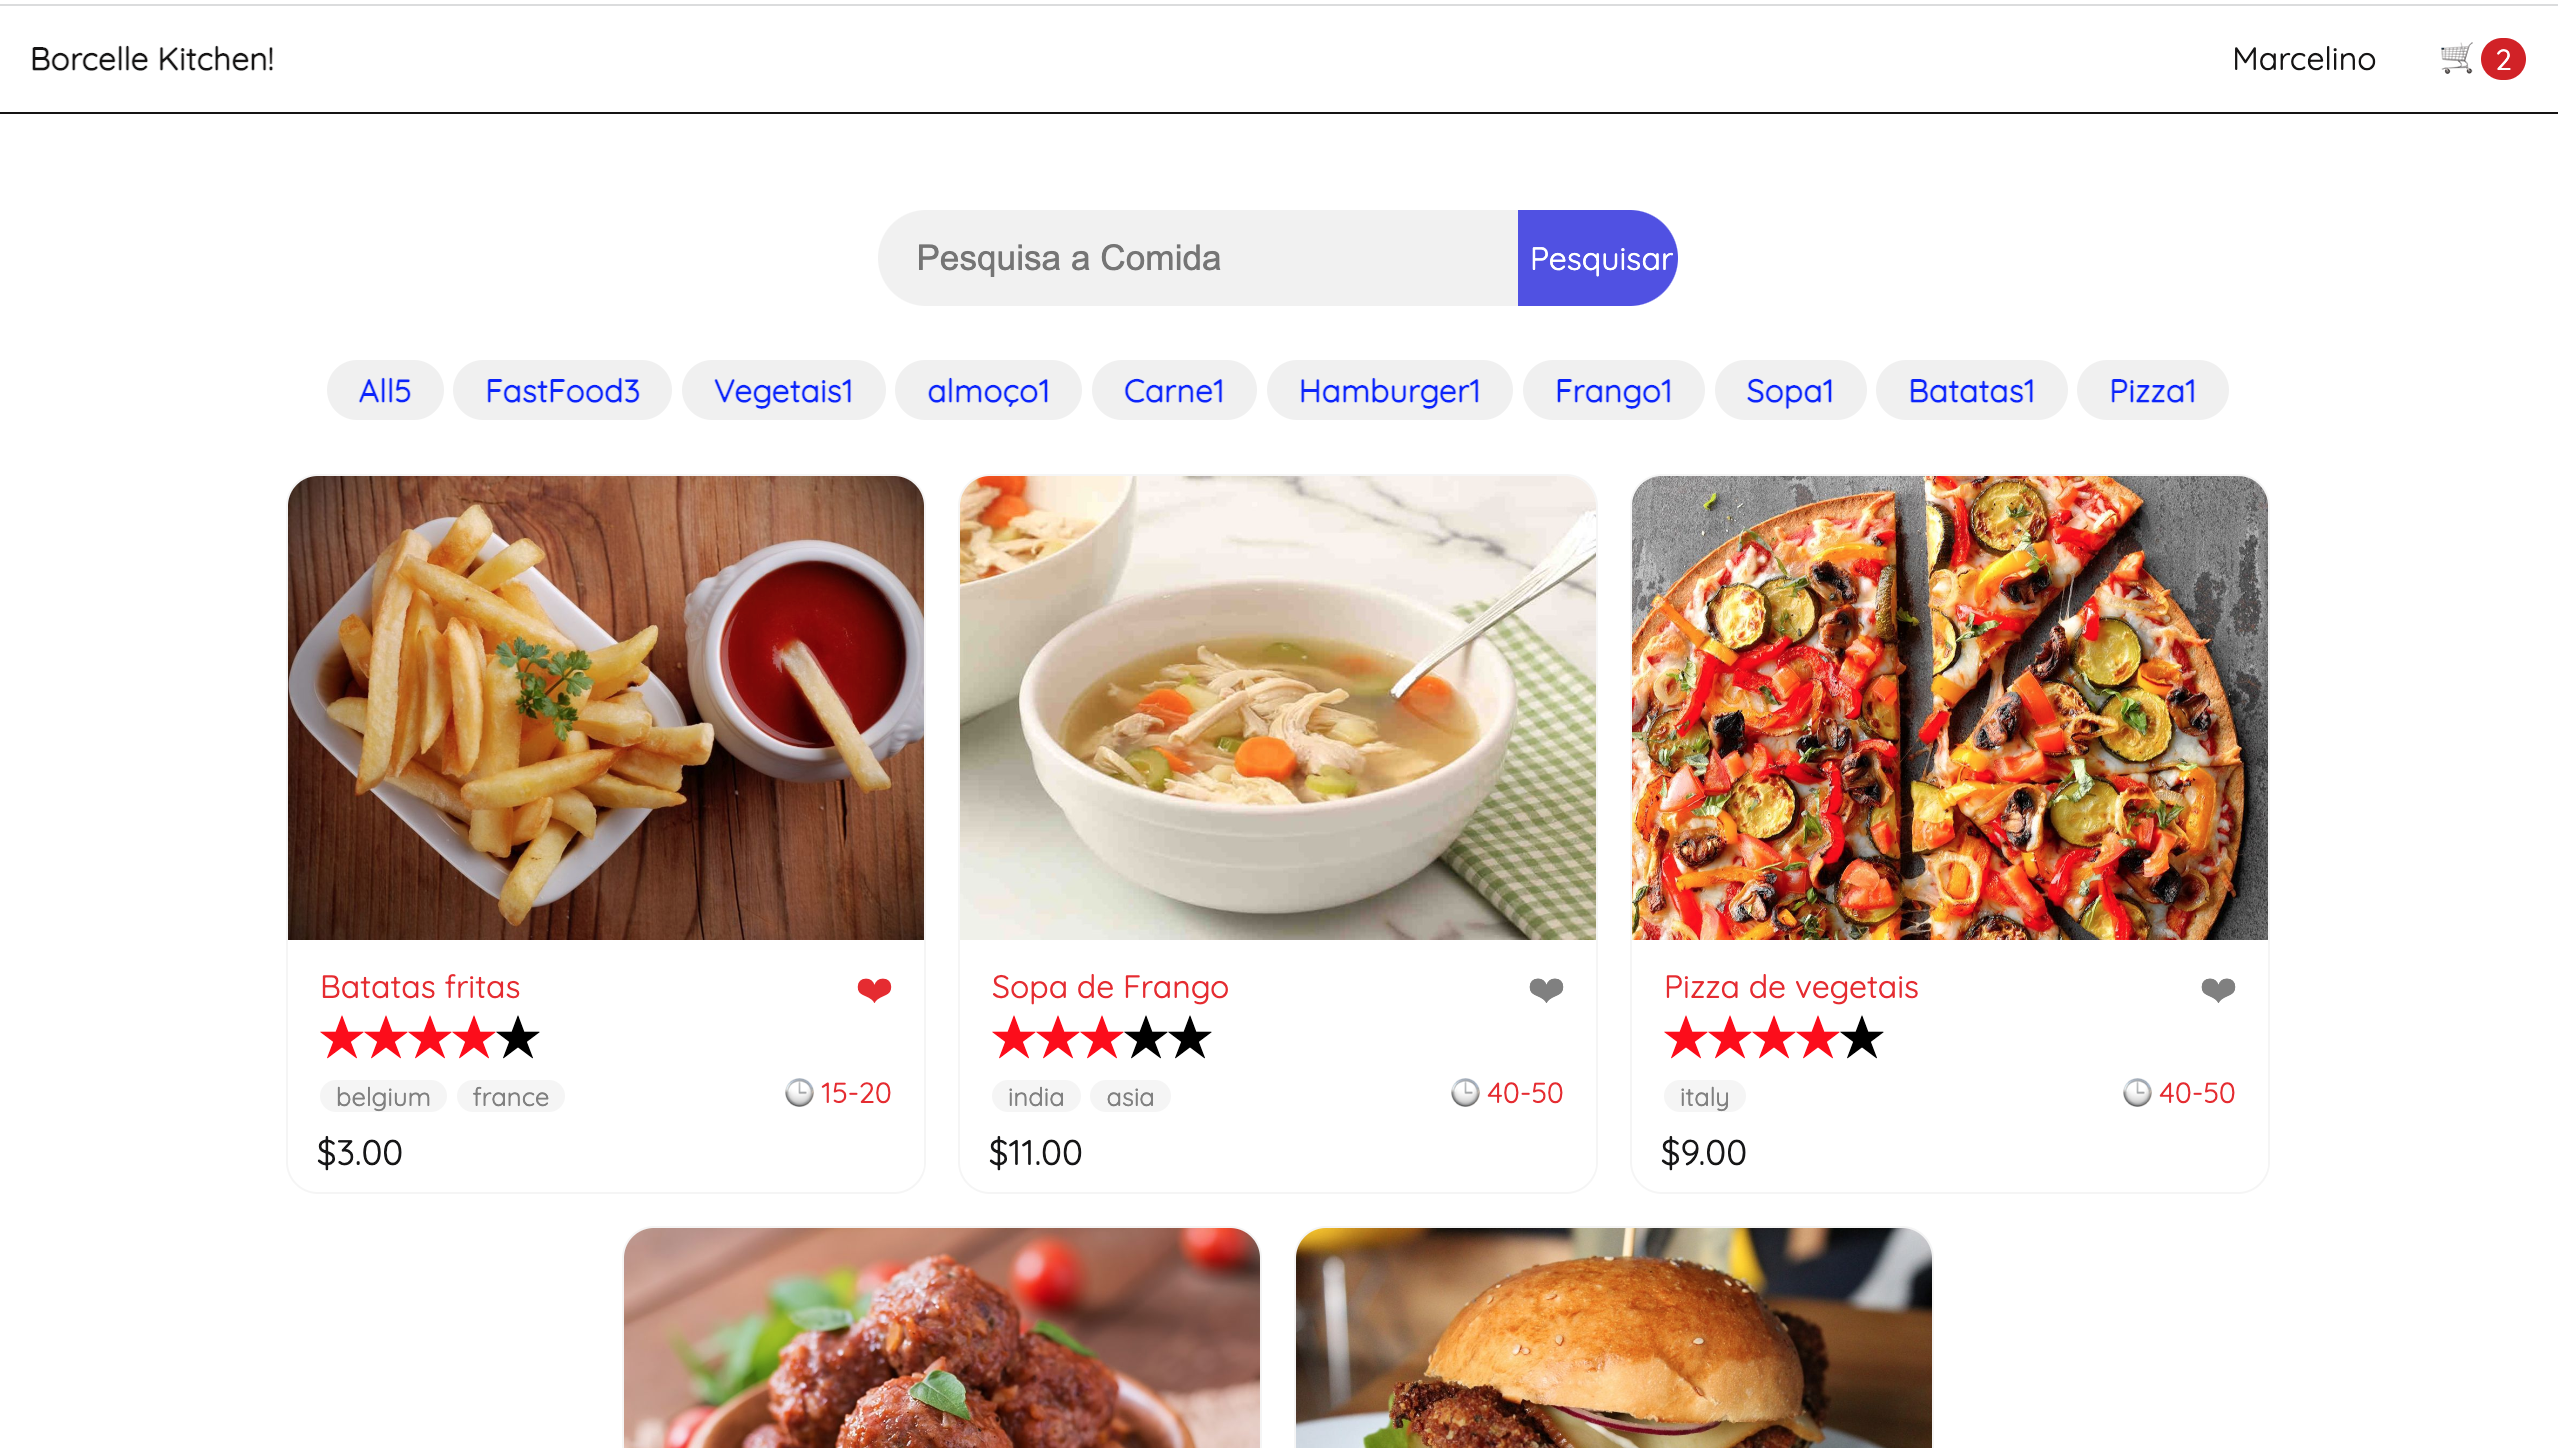 Borcelle Kitchen!
Marcelino
2
Pesquisa a Comida
Pesquisar
All5
FastFood3
Vegetais1
almoço1
Carne1
Hamburger1
Frango1
Sopa1
Batatas1
Pizza1
Batatas fritas
belgium
france
15-20
$3.00
Sopa de Frango
india
asia
40-50
$11.00
Pizza de vegetais
italy
40-50
$9.00